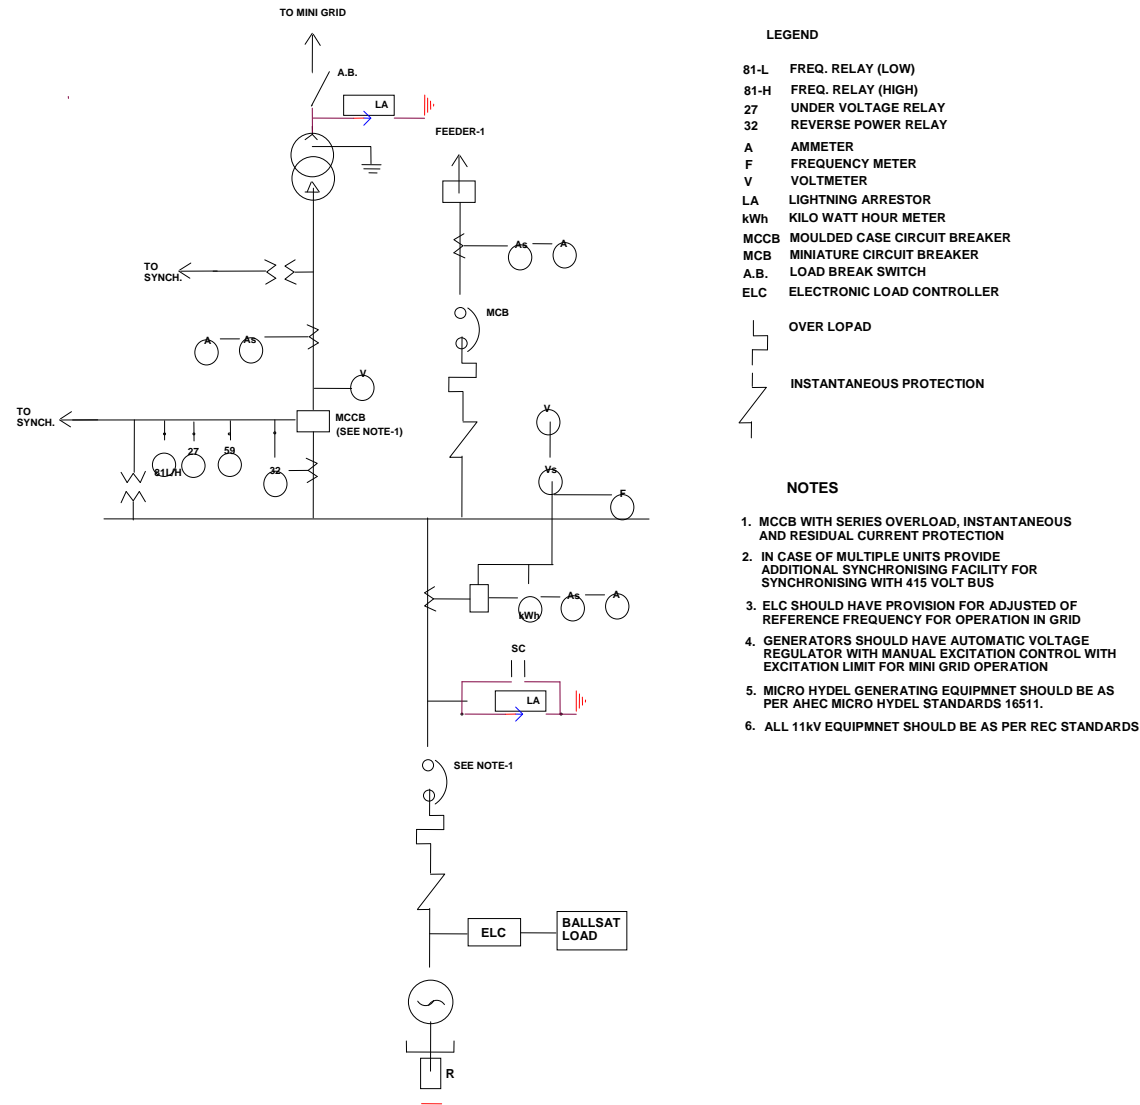 TO MINI GRID
A.B.
LA
FEEDER-1
TO
SYNCH.
As
A
MCB
A
As
V
TO
SYNCH.
MCCB
(SEE NOTE-1)
81L/H
27
59
32
V
Vs
F
kWh
As
A
SC
LA
SEE NOTE-1
ELC
BALLSAT
LOAD
R
LEGEND
81-L FREQ. RELAY (LOW)
81-H FREQ. RELAY (HIGH)
27 UNDER VOLTAGE RELAY
32 REVERSE POWER RELAY
A AMMETER
F FREQUENCY METER
V VOLTMETER
LA LIGHTNING ARRESTOR
kWh KILO WATT HOUR METER
MCCB MOULDED CASE CIRCUIT BREAKER
MCB MINIATURE CIRCUIT BREAKER
A.B. LOAD BREAK SWITCH
ELC ELECTRONIC LOAD CONTROLLER
OVER LOPAD
INSTANTANEOUS PROTECTION
NOTES
1. MCCB WITH SERIES OVERLOAD, INSTANTANEOUS
AND RESIDUAL CURRENT PROTECTION
2. IN CASE OF MULTIPLE UNITS PROVIDE
ADDITIONAL SYNCHRONISING FACILITY FOR
SYNCHRONISING WITH 415 VOLT BUS
3. ELC SHOULD HAVE PROVISION FOR ADJUSTED OF
REFERENCE FREQUENCY FOR OPERATION IN GRID
4. GENERATORS SHOULD HAVE AUTOMATIC VOLTAGE
REGULATOR WITH MANUAL EXCITATION CONTROL WITH
EXCITATION LIMIT FOR MINI GRID OPERATION
5. MICRO HYDEL GENERATING EQUIPMNET SHOULD BE AS
PER AHEC MICRO HYDEL STANDARDS 16511.
6. ALL 11kV EQUIPMNET SHOULD BE AS PER REC STANDARDS